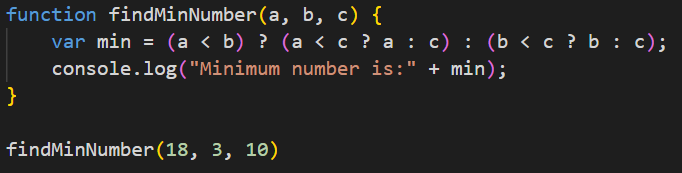 function findMinNumber(a, b, c) {
    var min = (a < b) ? (a < c ? a : c) : (b < c ? b : c);
    console.log("Minimum number is:" + min);
}

findMinNumber(18, 3, 10)